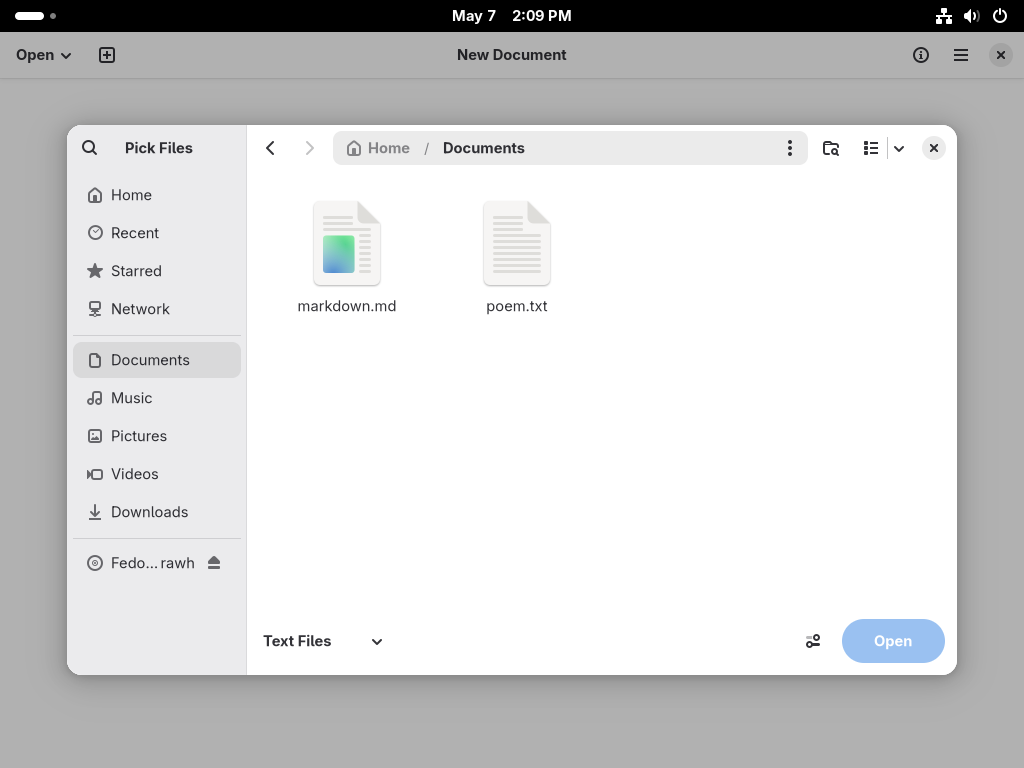 May 7 2:09 PM
Open
New Document
Pick Files
Home / Documents
Home
Recent
Starred
Network
Documents
Music
Pictures
Videos
Downloads
Fedo... rawh
markdown.md
poem.txt
Text Files
Open